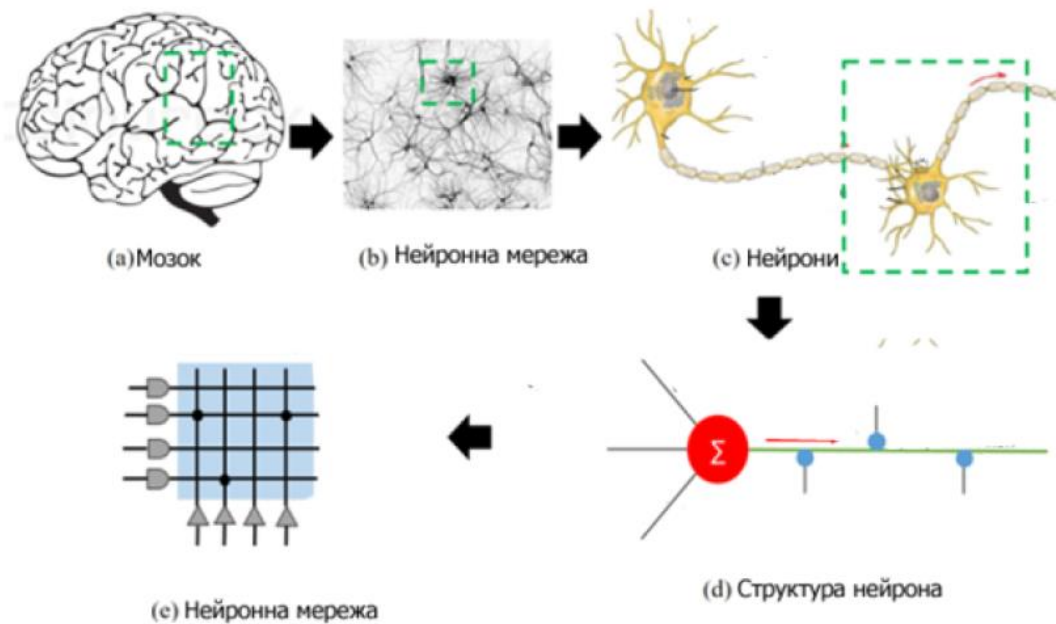 (a) Мозок
(b) Нейронна мережа
(c) Нейрони
Σ
(d) Структура нейрона
(e) Нейронна мережа